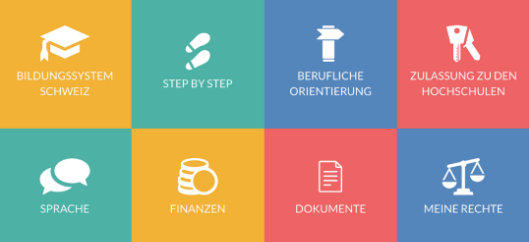 BILDUNGSSYSTEM
SCHWEIZ
STEP BY STEP
BERUFLICHE
ORIENTIERUNG
ZULASSUNG ZU DEN
HOCHSCHULEN
SPRACHE
FINANZEN
DOKUMENTE
MEINE RECHTE